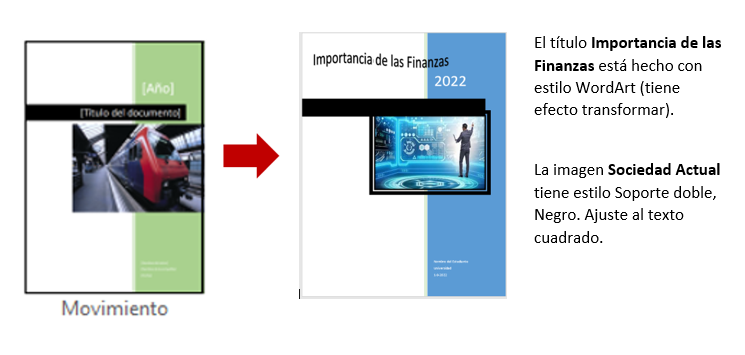 [Año]
[Título del documento]
Movimiento
Importancia de las Finanzas
2022
El título Importancia de las
Finanzas está hecho con
estilo WordArt (tiene
efecto transformar).
La imagen Sociedad Actual
tiene estilo Soporte doble,
Negro. Ajuste al texto
cuadrado.